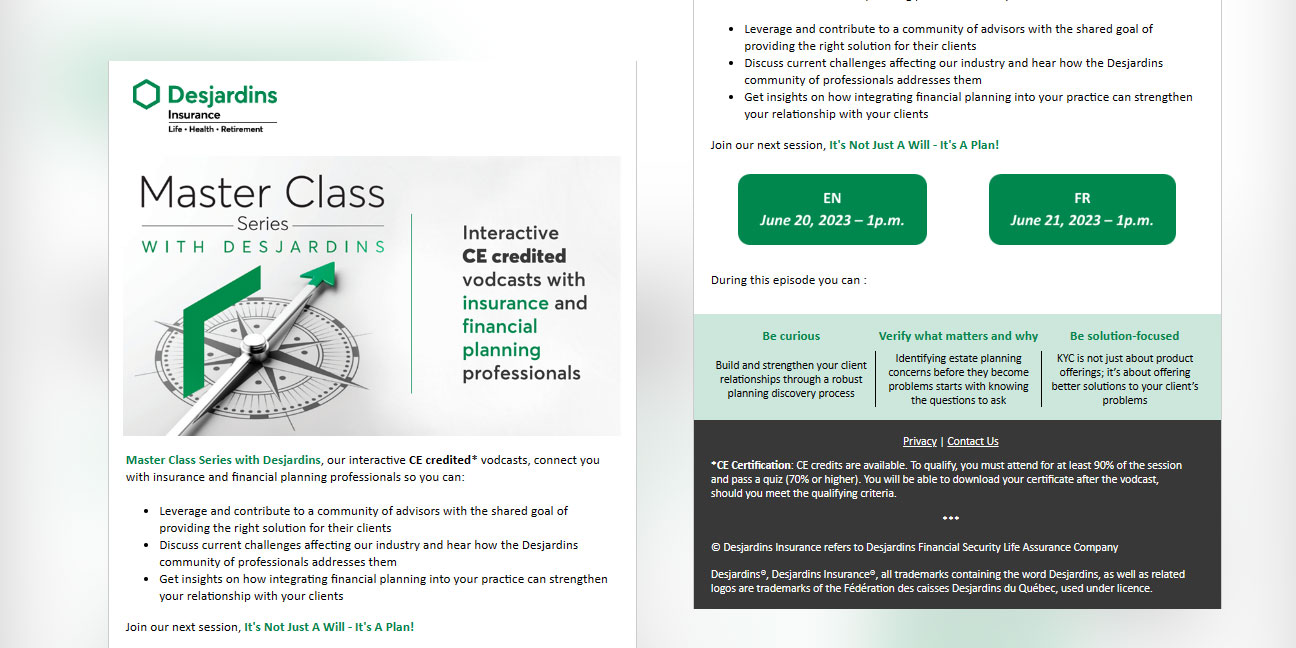 Desjardins
Insurance
Life • Health • Retirement
Master Class
Series
WITH DESJARDINS
Interactive
CE credited
vodcasts with
insurance and
financial
planning
professionals
Master Class Series with Desjardins, our interactive CE credited* vodcasts, connect you
with insurance and financial planning professionals so you can:
• Leverage and contribute to a community of advisors with the shared goal of
providing the right solution for their clients
• Discuss current challenges affecting our industry and hear how the Desjardins
community of professionals addresses them
• Get insights on how integrating financial planning into your practice can strengthen
your relationship with your clients
Join our next session, It's Not Just A Will - It's A Plan!
• Leverage and contribute to a community of advisors with the shared goal of
providing the right solution for their clients
• Discuss current challenges affecting our industry and hear how the Desjardins
community of professionals addresses them
• Get insights on how integrating financial planning into your practice can strengthen
your relationship with your clients
Join our next session, It's Not Just A Will - It's A Plan!
EN
June 20, 2023 – 1p.m.
FR
June 21, 2023 – 1p.m.
During this episode you can :
Be curious
Build and strengthen your client
relationships through a robust
planning discovery process
Verify what matters and why
Identifying estate planning
concerns before they become
problems starts with knowing
the questions to ask
Be solution-focused
KYC is not just about product
offerings; it's about offering
better solutions to your client's
problems
Privacy | Contact Us
*CE Certification: CE credits are available. To qualify, you must attend for at least 90% of the session
and pass a quiz (70% or higher). You will be able to download your certificate after the vodcast,
should you meet the qualifying criteria.
•••
© Desjardins Insurance refers to Desjardins Financial Security Life Assurance Company
Desjardins®, Desjardins Insurance®, all trademarks containing the word Desjardins, as well as related
logos are trademarks of the Fédération des caisses Desjardins du Québec, used under licence.